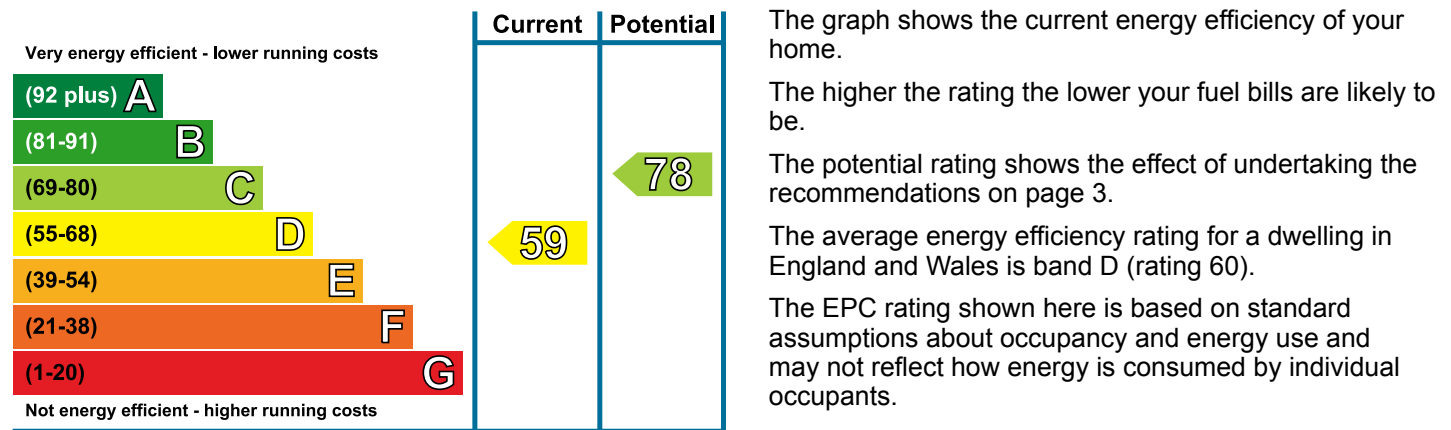 Current Potential
Very energy efficient - lower running costs
(92 plus) A
(81-91) B
(69-80) C
78
(55-68) D
59
(39-54) E
(21-38) F
(1-20) G
Not energy efficient - higher running costs
The graph shows the current energy efficiency of your
home.
The higher the rating the lower your fuel bills are likely to
be.
The potential rating shows the effect of undertaking the
recommendations on page 3.
The average energy efficiency rating for a dwelling in
England and Wales is band D (rating 60).
The EPC rating shown here is based on standard
assumptions about occupancy and energy use and
may not reflect how energy is consumed by individual
occupants.